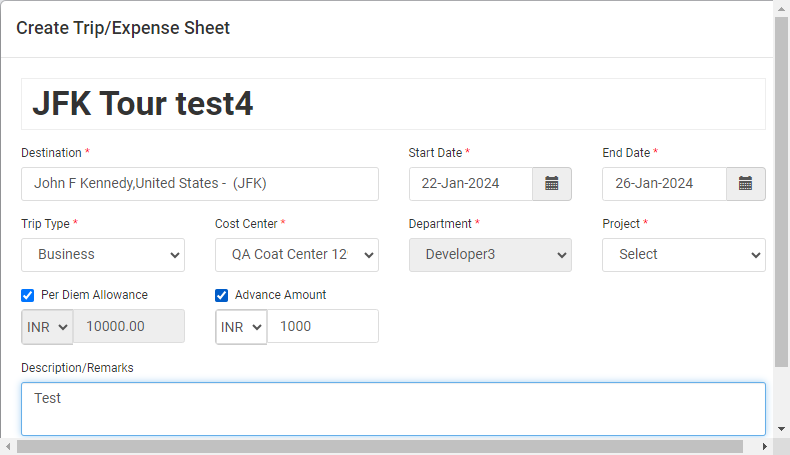 Create Trip/Expense Sheet
JFK Tour test4
Destination * Start Date * End Date *
John F Kennedy,United States - (JFK) 22-Jan-2024 26-Jan-2024
Trip Type * Cost Center * Department * Project *
Business QA Coat Center 12 Developer3 Select
Per Diem Allowance Advance Amount
INR 10000.00 INR 1000
Description/Remarks
Test